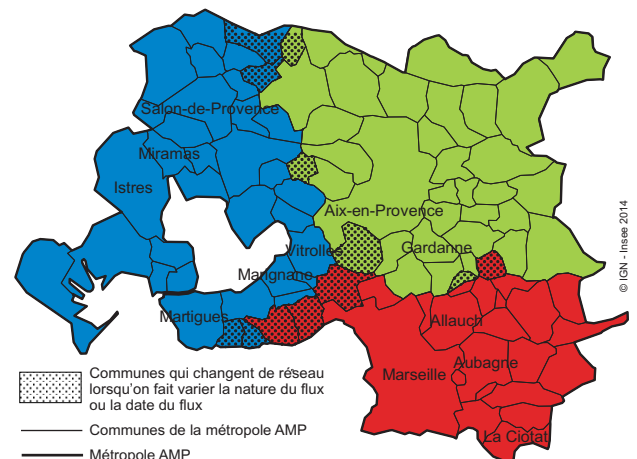 Salon-de-Provence
Miramas
Istres
Aix-en-Provence
Vitrolles
Gardanne
Marignane
Martigues
Allauch
Marseille
Aubagne
La Ciotat
© IGN - Insee 2014
Communes qui changent de réseau
lorsqu'on fait varier la nature du flux
ou la date du flux
Communes de la métropole AMP
Métropole AMP